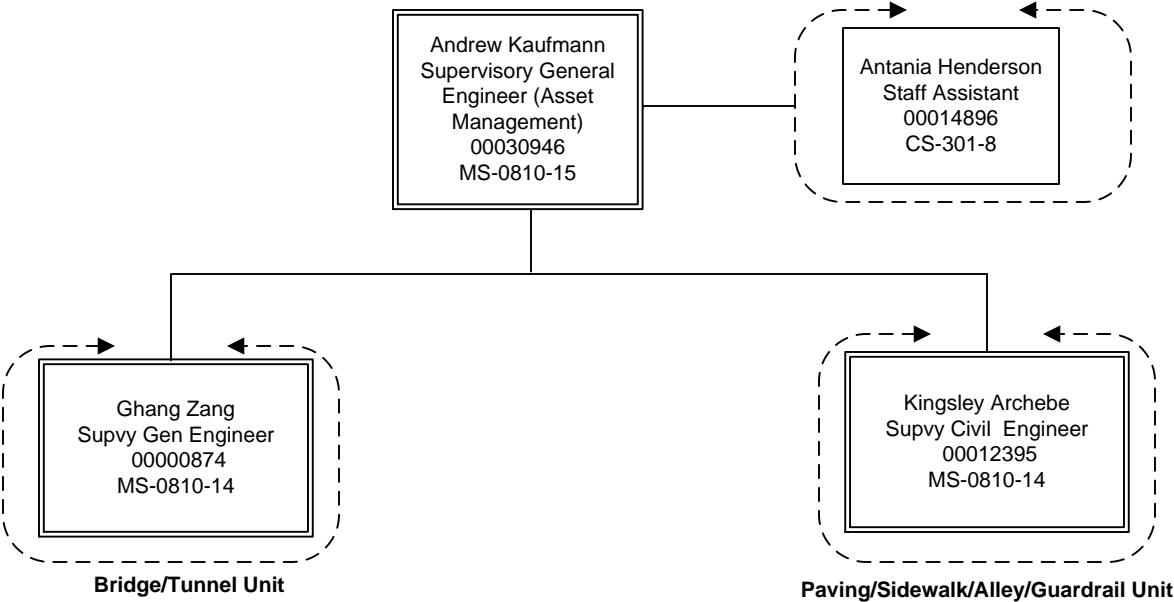 Andrew Kaufmann
Supervisory General
Engineer (Asset
Management)
00030946
MS-0810-15
Antania Henderson
Staff Assistant
00014896
CS-301-8
Ghang Zang
Supvy Gen Engineer
00000874
MS-0810-14
Bridge/Tunnel Unit
Kingsley Archebe
Supvy Civil  Engineer
00012395
MS-0810-14
Paving/Sidewalk/Alley/Guardrail Unit